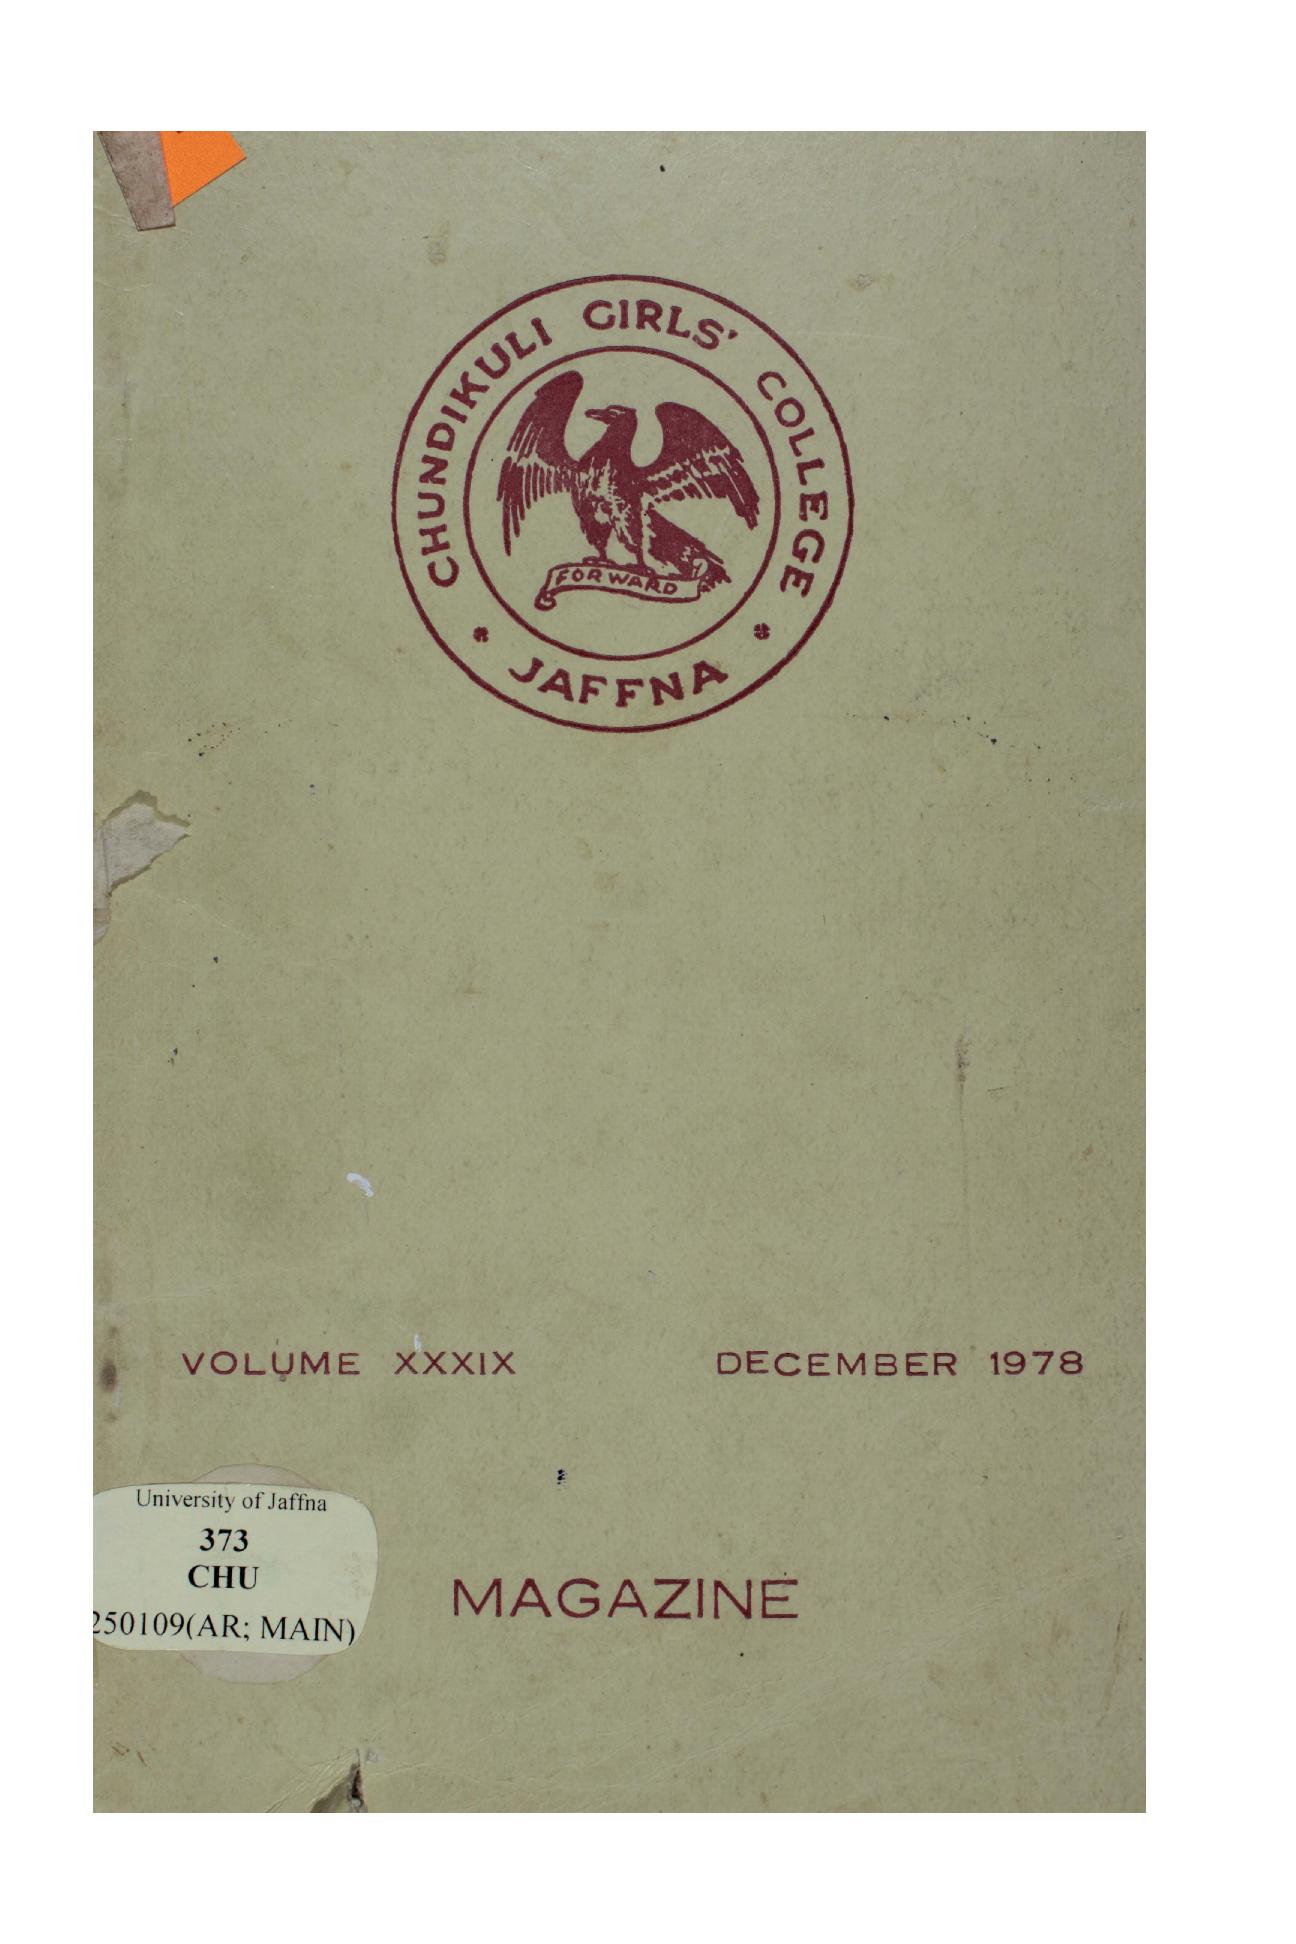 CHUNDIKULI GIRLS' COLLEGE
FORWARD
JAFFNA
VOLUME XXXIX DECEMBER 1978
University of Jaffna
373
CHU
250109(AR; MAIN)
MAGAZINE